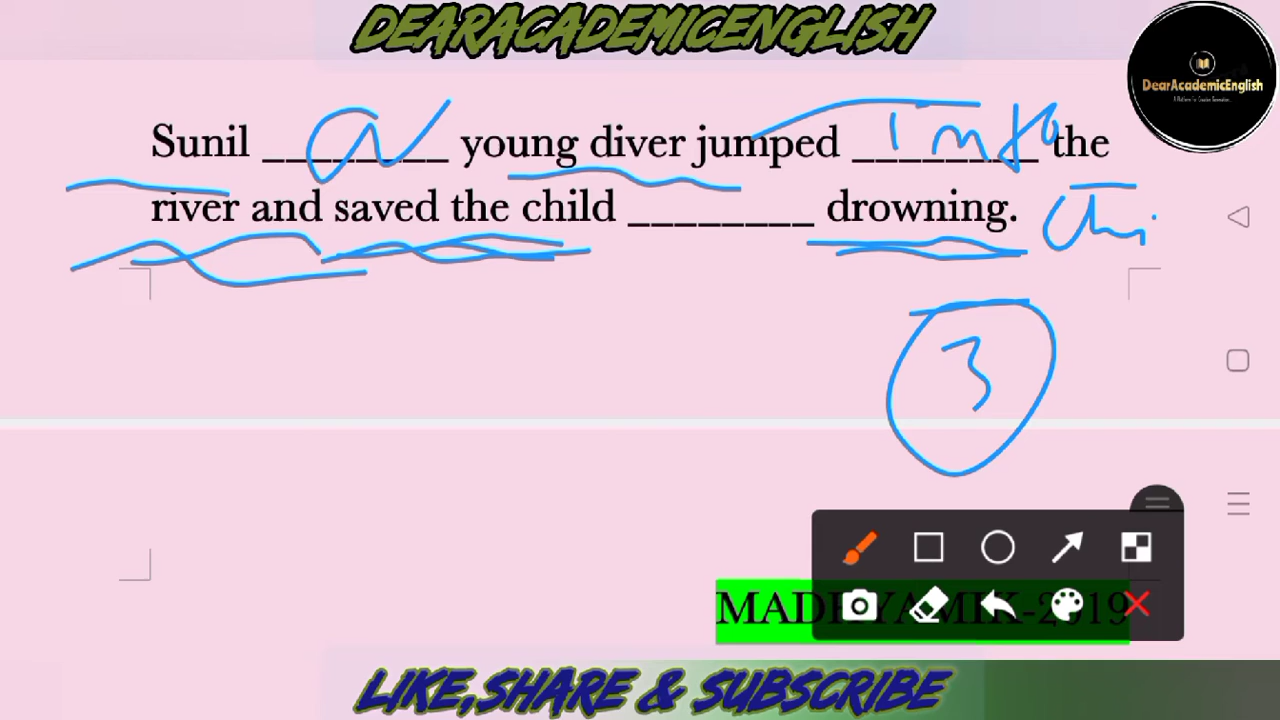 DEARACADEMICENGLISH
DearAcademicEnglish
Sunil ________ a young diver jumped ________ into the
river and saved the child ________ drowning.
3
MADHYAMIK-2019
LIKE,SHARE & SUBSCRIBE